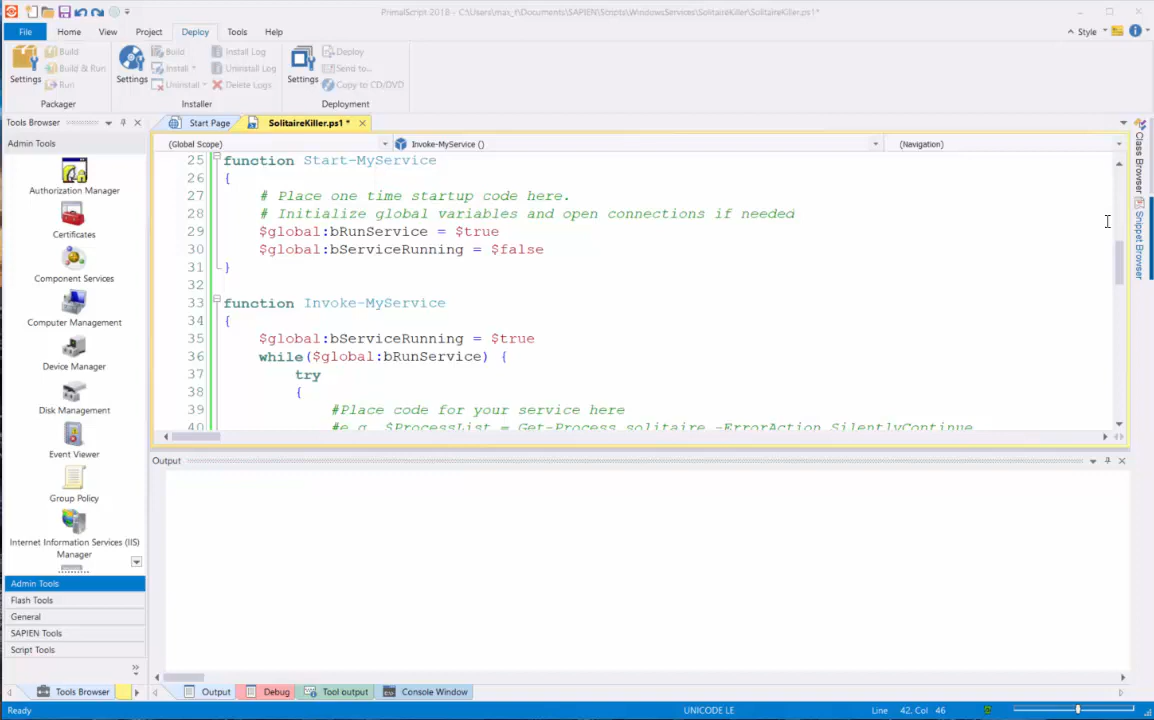 PrimalScript 2018 - C:\Users\max_t\Documents\SAPIEN\Scripts\WindowsServices\SolitaireKiller\SolitaireKiller.ps1*
File Home View Project Deploy Tools Help
Style
Settings
Build
Build & Run
Run
Packager
Settings
Build
Install
Uninstall
Install Log
Uninstall Log
Delete Logs
Installer
Settings
Deploy
Send to...
Copy to CD/DVD
Deployment
Tools Browser
Start Page
SolitaireKiller.ps1 *
Admin Tools
(Global Scope)
Invoke-MyService ()
(Navigation)
Authorization Manager
Certificates
Component Services
Computer Management
Device Manager
Disk Management
Event Viewer
Group Policy
Internet Information Services (IIS)
Manager
Admin Tools
Flash Tools
General
SAPIEN Tools
Script Tools
25 function Start-MyService
26 {
27 # Place one time startup code here.
28 # Initialize global variables and open connections if needed
29 $global:bRunService = $true
30 $global:bServiceRunning = $false
31 }
32
33 function Invoke-MyService
34 {
35 $global:bServiceRunning = $true
36 while($global:bRunService) {
37 try
38 {
39 #Place code for your service here
40 #e.g. $ProcessList = Get-Process solitaire -ErrorAction SilentlyContinue
Class Browser
Snippet Browser
Output
Tools Browser
Output
Debug
Tool output
Console Window
Ready
UNICODE LE
Line 42, Col 46